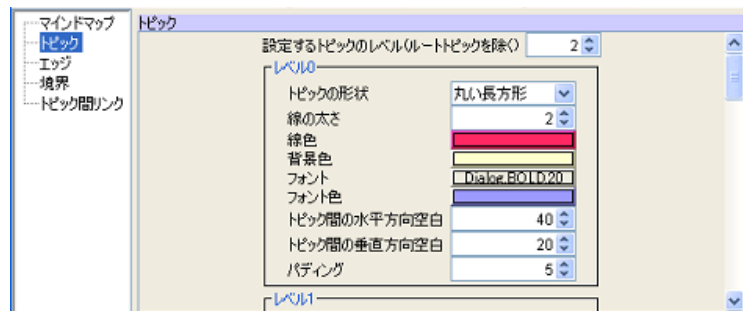 マインドマップ
トピック
エッジ
境界
トピック間リンク
トピック
設定するトピックのレベル(ルートトピックを除く) 2
レベル0
トピックの形状 丸い長方形
線の太さ 2
線色
背景色
フォント Dialog.BOLD.20
フォント色
トピック間の水平方向空白 40
トピック間の垂直方向空白 20
パディング 5
レベル1